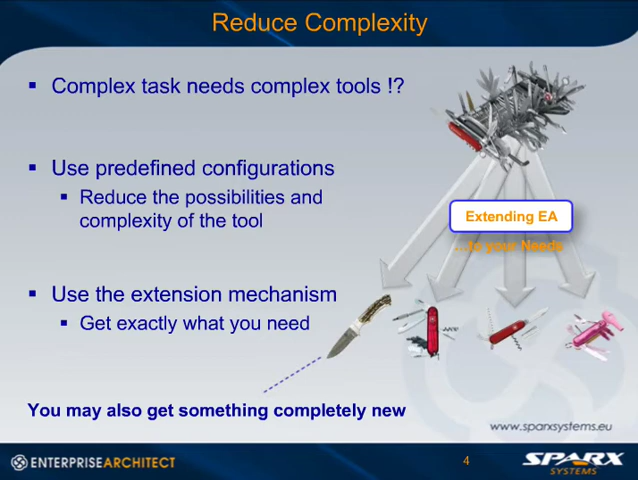 Reduce Complexity
Complex task needs complex tools !?
Use predefined configurations
Reduce the possibilities and
complexity of the tool
Extending EA
...to your Needs
Use the extension mechanism
Get exactly what you need
You may also get something completely new
www.sparxsystems.eu
ENTERPRISEARCHITECT
4
SPARX
SYSTEMS